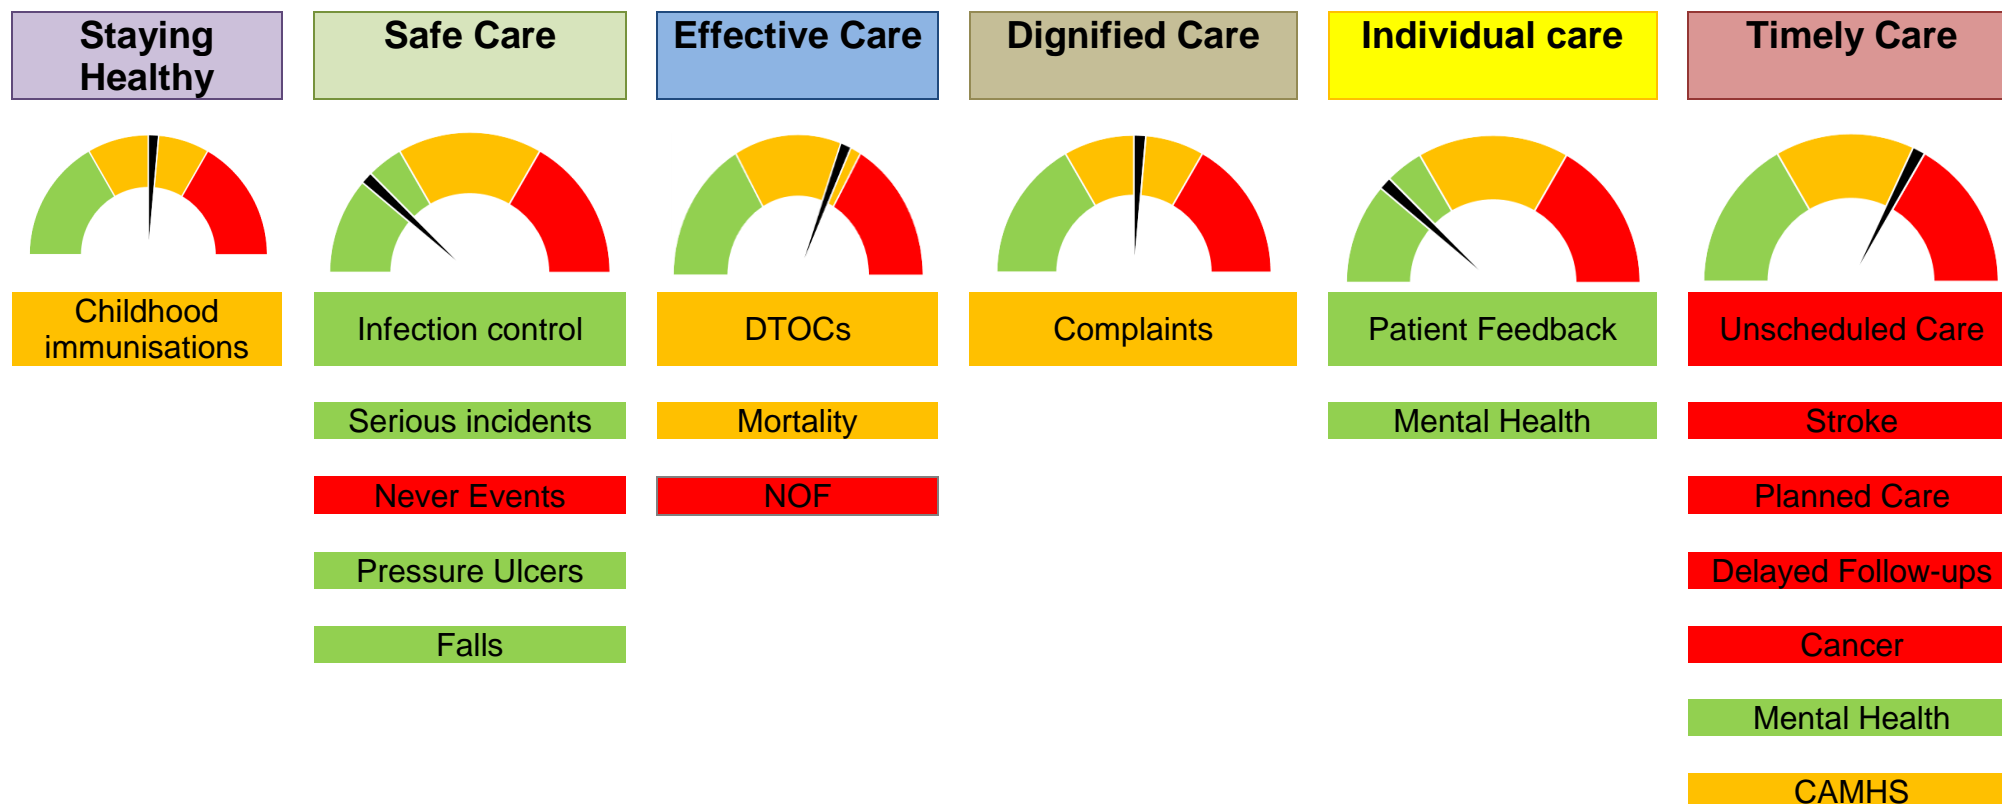 Staying
Healthy
Safe Care
Effective Care
Dignified Care
Individual care
Timely Care
Childhood
immunisations
Infection control
DTOCs
Complaints
Patient Feedback
Unscheduled Care
Serious incidents
Mortality
Mental Health
Stroke
Never Events
NOF
Planned Care
Pressure Ulcers
Delayed Follow-ups
Falls
Cancer
Mental Health
CAMHS